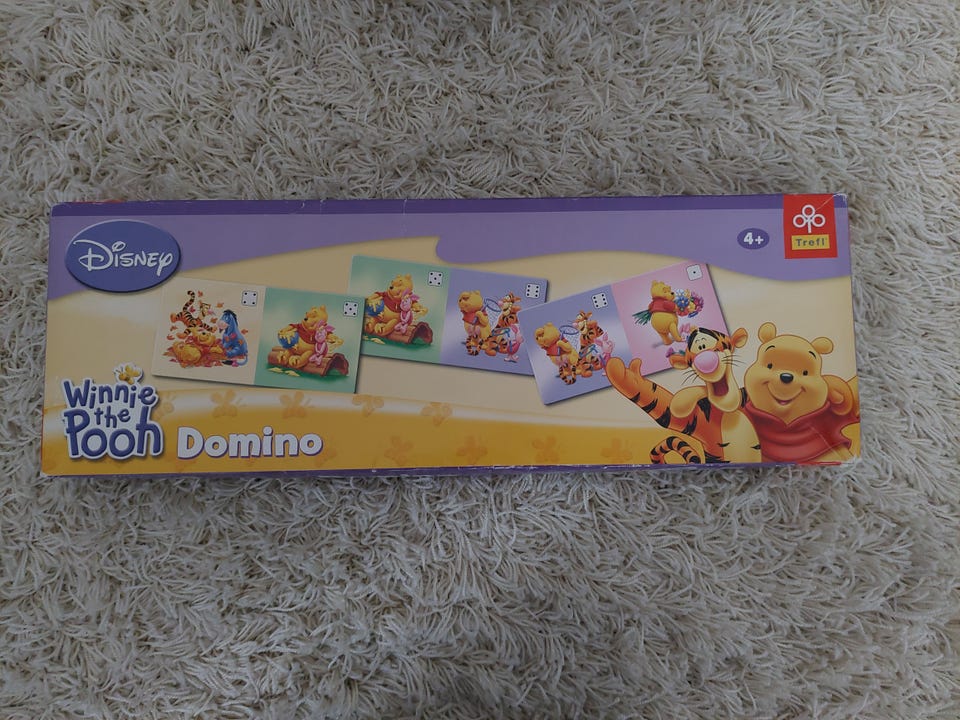 Disney
4+
Trefl
Winnie
the
Pooh
Domino